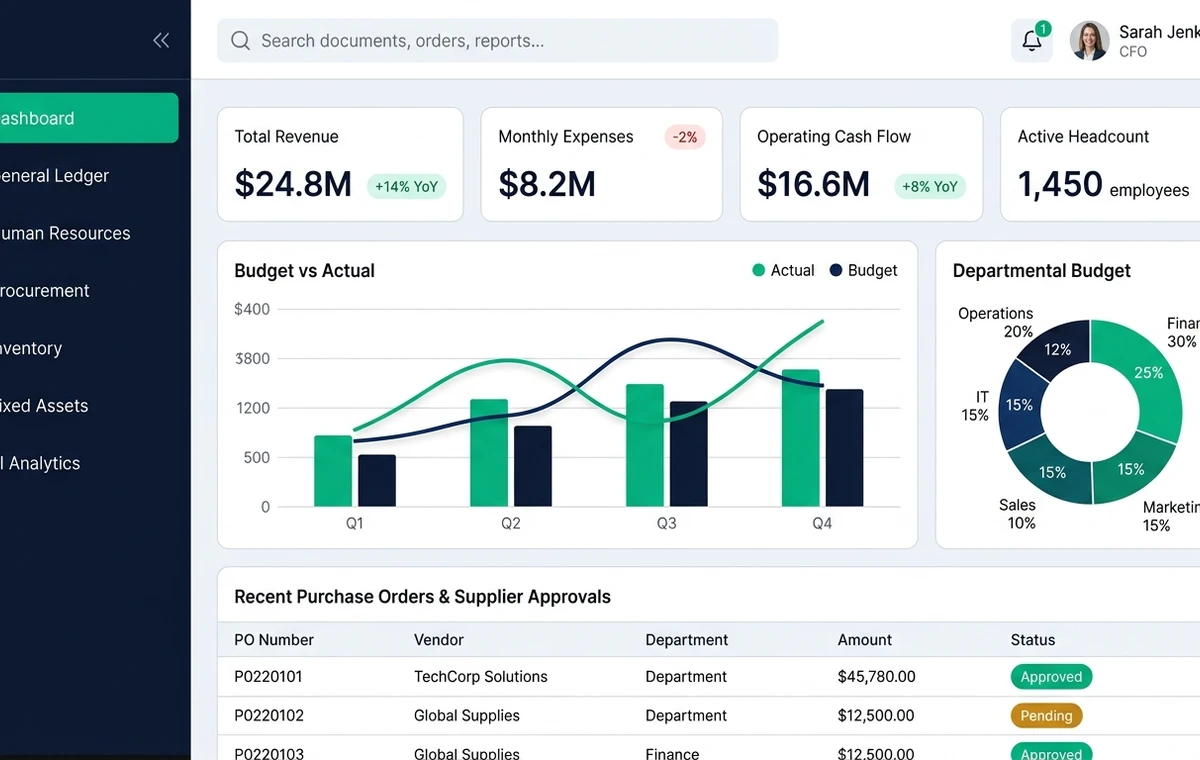 Search documents, orders, reports...
1
Sarah Jenk
CFO
ashboard
eneral Ledger
uman Resources
rocurement
nventory
ixed Assets
l Analytics
Total Revenue
$24.8M +14% YoY
Monthly Expenses -2%
$8.2M
Operating Cash Flow
$16.6M +8% YoY
Active Headcount
1,450 employees
Budget vs Actual
Actual Budget
$400
3800
1200
500
0
Q1 Q2 Q3 Q4
Departmental Budget
Operations
20%
Finan
30%
12%
25%
IT
15%
15%
15%
15%
Sales
10%
Marketin
15%
Recent Purchase Orders & Supplier Approvals
PO Number Vendor Department Amount Status
P0220101 TechCorp Solutions Department $45,780.00 Approved
P0220102 Global Supplies Department $12,500.00 Pending
P0220103 Global Supplies Finance $12,500.00 Approved